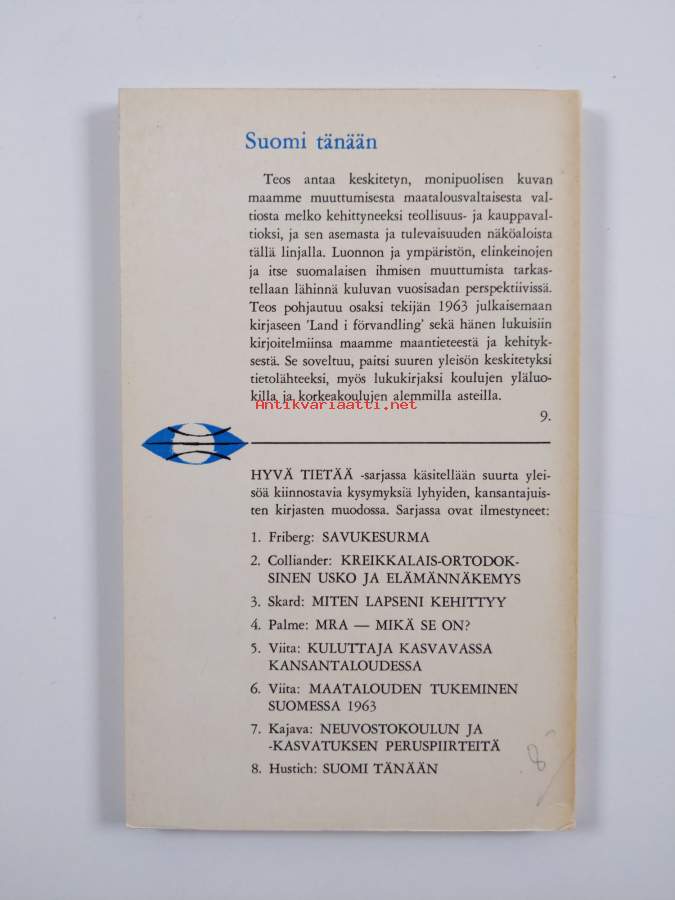 Suomi tänään
Teos antaa keskitetyn, monipuolisen kuvan
maamme muuttumisesta maatalousvaltaisesta val-
tiosta melko kehittyneeksi teollisuus- ja kauppaval-
tioksi, ja sen asemasta ja tulevaisuuden näköaloista
tällä linjalla. Luonnon ja ympäristön, elinkeinojen
ja itse suomalaisen ihmisen muuttumista tarkas-
tellaan lähinnä kuluvan vuosisadan perspektiivissä.
Teos pohjautuu osaksi tekijän 1963 julkaisemaan
kirjaseen 'Land i förvandling' sekä hänen lukuisiin
kirjoitelmiinsa maamme maantieteestä ja kehityk-
sestä. Se soveltuu, paitsi suuren yleisön keskitetyksi
tietolähteeksi, myös lukukirjaksi koulujen yläluo-
killa ja korkeakoulujen alemmilla asteilla.
Antikvariaatti.net
9.
HYVÄ TIETÄÄ -sarjassa käsitellään suurta ylei-
söä kiinnostavia kysymyksiä lyhyiden, kansantajuis-
ten kirjasten muodossa. Sarjassa ovat ilmestyneet:
1. Friberg: SAVUKESURMA
2. Colliander: KREIKKALAIS-ORTODOK-
SINEN USKO JA ELÄMÄNNÄKEMYS
3. Skard: MITEN LAPSENI KEHITTYY
4. Palme: MRA — MIKÄ SE ON?
5. Viita: KULUTTAJA KASVAVASSA
KANSANTALOUDESSA
6. Viita: MAATALOUDEN TUKEMINEN
SUOMESSA 1963
7. Kajava: NEUVOSTOKOULUN JA
-KASVATUKSEN PERUSPIIRTEITÄ
8. Hustich: SUOMI TÄNÄÄN
8